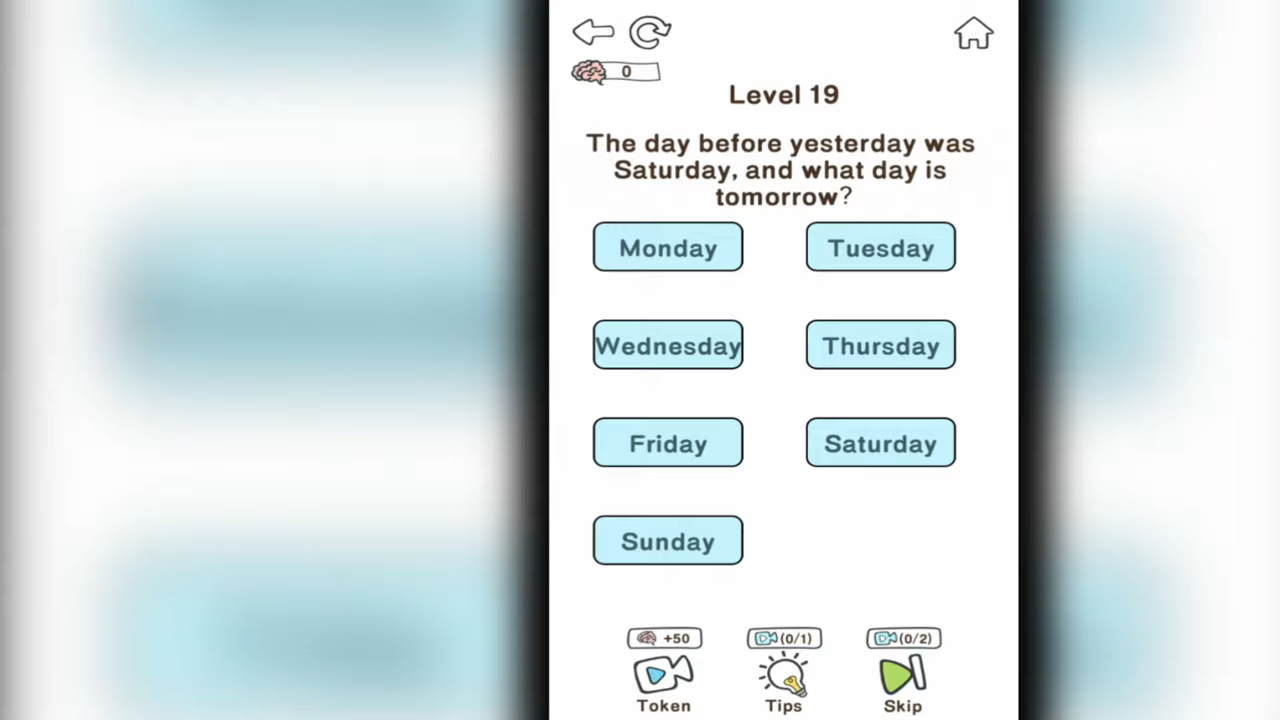 0
Level 19
The day before yesterday was
Saturday, and what day is
tomorrow?
Monday Tuesday
Wednesday Thursday
Friday Saturday
Sunday
+50 (0/1) (0/2)
Token Tips Skip